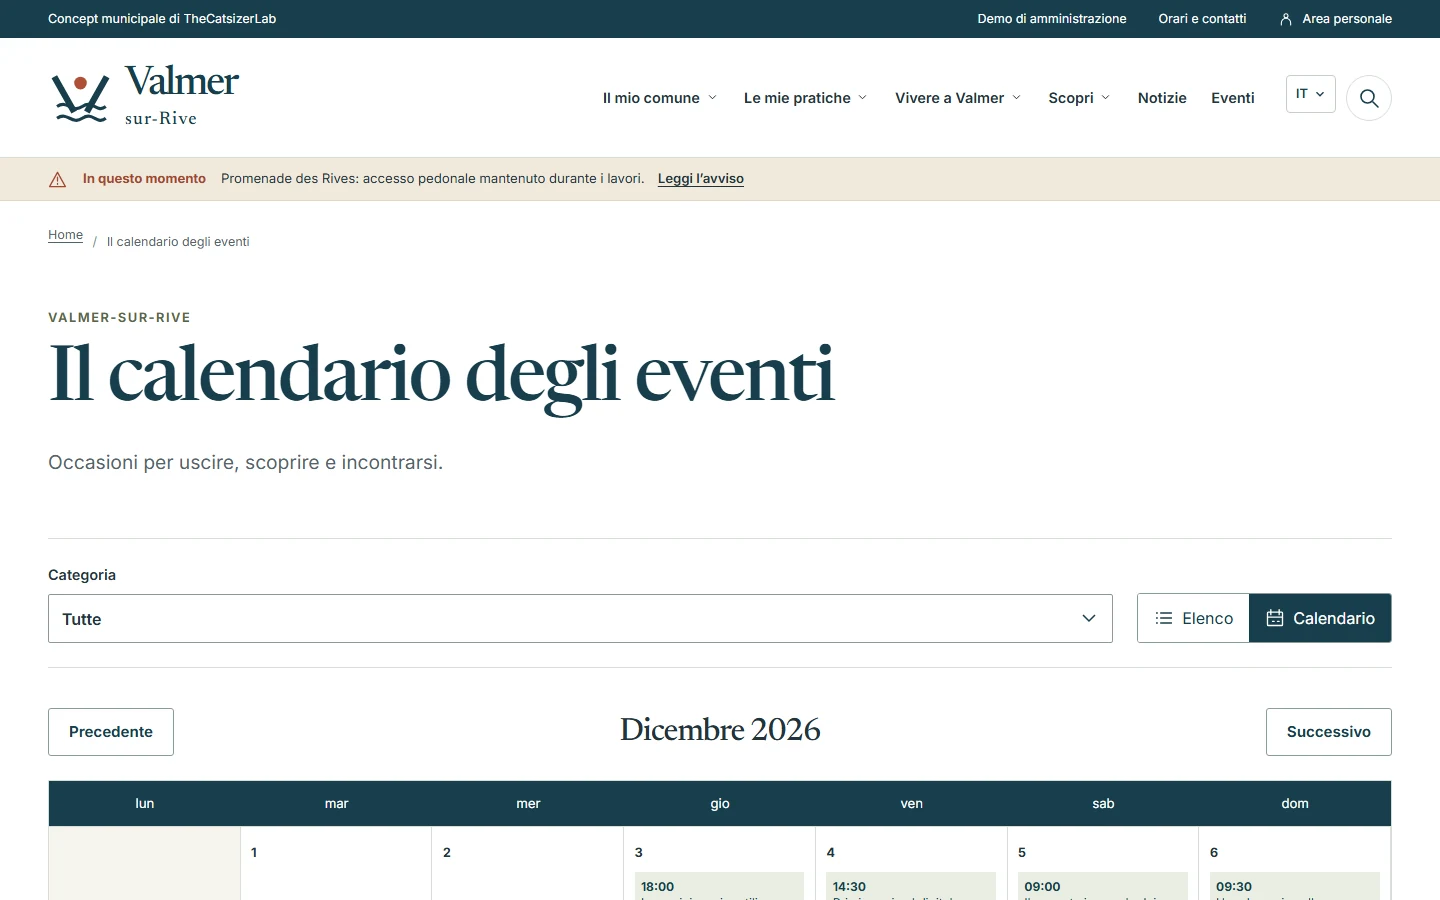 Concept municipale di TheCatsizerLab
Demo di amministrazione
Orari e contatti
Area personale
Valmer
sur-Rive
Il mio comune
Le mie pratiche
Vivere a Valmer
Scopri
Notizie
Eventi
IT
In questo momento Promenade des Rives: accesso pedonale mantenuto durante i lavori. Leggi l’avviso
Home / Il calendario degli eventi
VALMER-SUR-RIVE
Il calendario degli eventi
Occasioni per uscire, scoprire e incontrarsi.
Categoria
Tutte
Elenco
Calendario
Precedente
Dicembre 2026
Successivo
lun mar mer gio ven sab dom
1 2 3 4 5 6
18:00 14:30 09:00 09:30